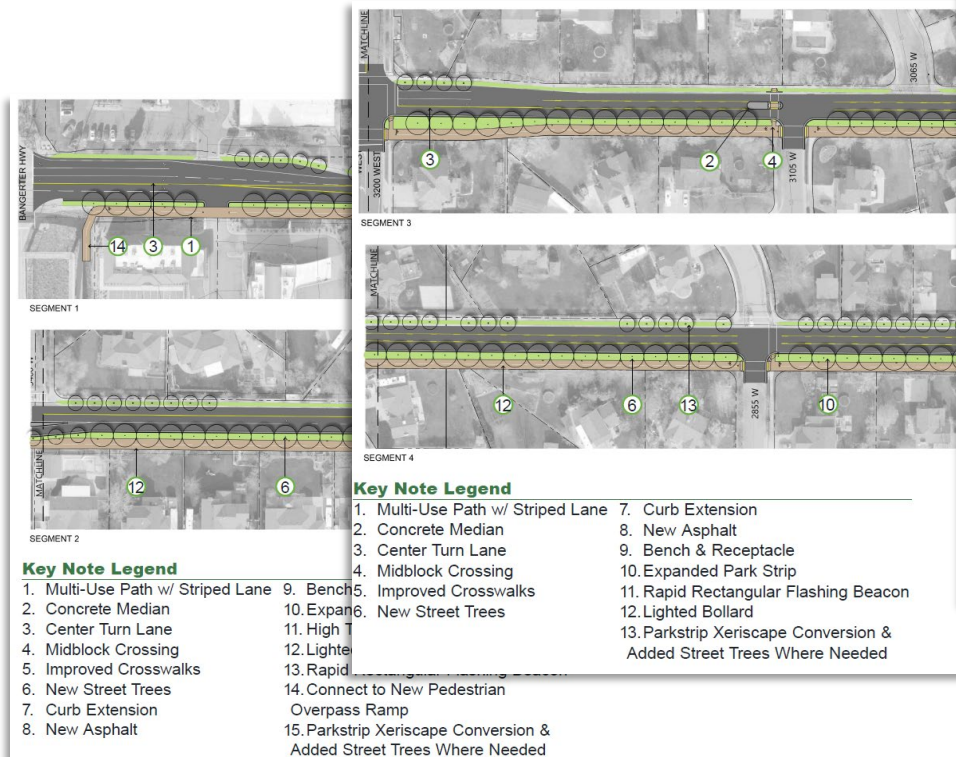 BANGERTER HWY
14
3
1
SEGMENT 1
MATCHLINE
12
6
SEGMENT 2
Key Note Legend
1. Multi-Use Path w/ Striped Lane
2. Concrete Median
3. Center Turn Lane
4. Midblock Crossing
5. Improved Crosswalks
6. New Street Trees
7. Curb Extension
8. New Asphalt
9. Bench
10. Expan
11. High T
12. Lighte
13. Rapid Rectangular Flashing Beacon
14. Connect to New Pedestrian
Overpass Ramp
15. Parkstrip Xeriscape Conversion &
Added Street Trees Where Needed
MATCHLINE
3200 WEST
3065 W
3105 W
3
2
4
SEGMENT 3
MATCHLINE
2855 W
12
6
13
10
SEGMENT 4
Key Note Legend
1. Multi-Use Path w/ Striped Lane
2. Concrete Median
3. Center Turn Lane
4. Midblock Crossing
5. Improved Crosswalks
6. New Street Trees
7. Curb Extension
8. New Asphalt
9. Bench & Receptacle
10. Expanded Park Strip
11. Rapid Rectangular Flashing Beacon
12. Lighted Bollard
13. Parkstrip Xeriscape Conversion &
Added Street Trees Where Needed